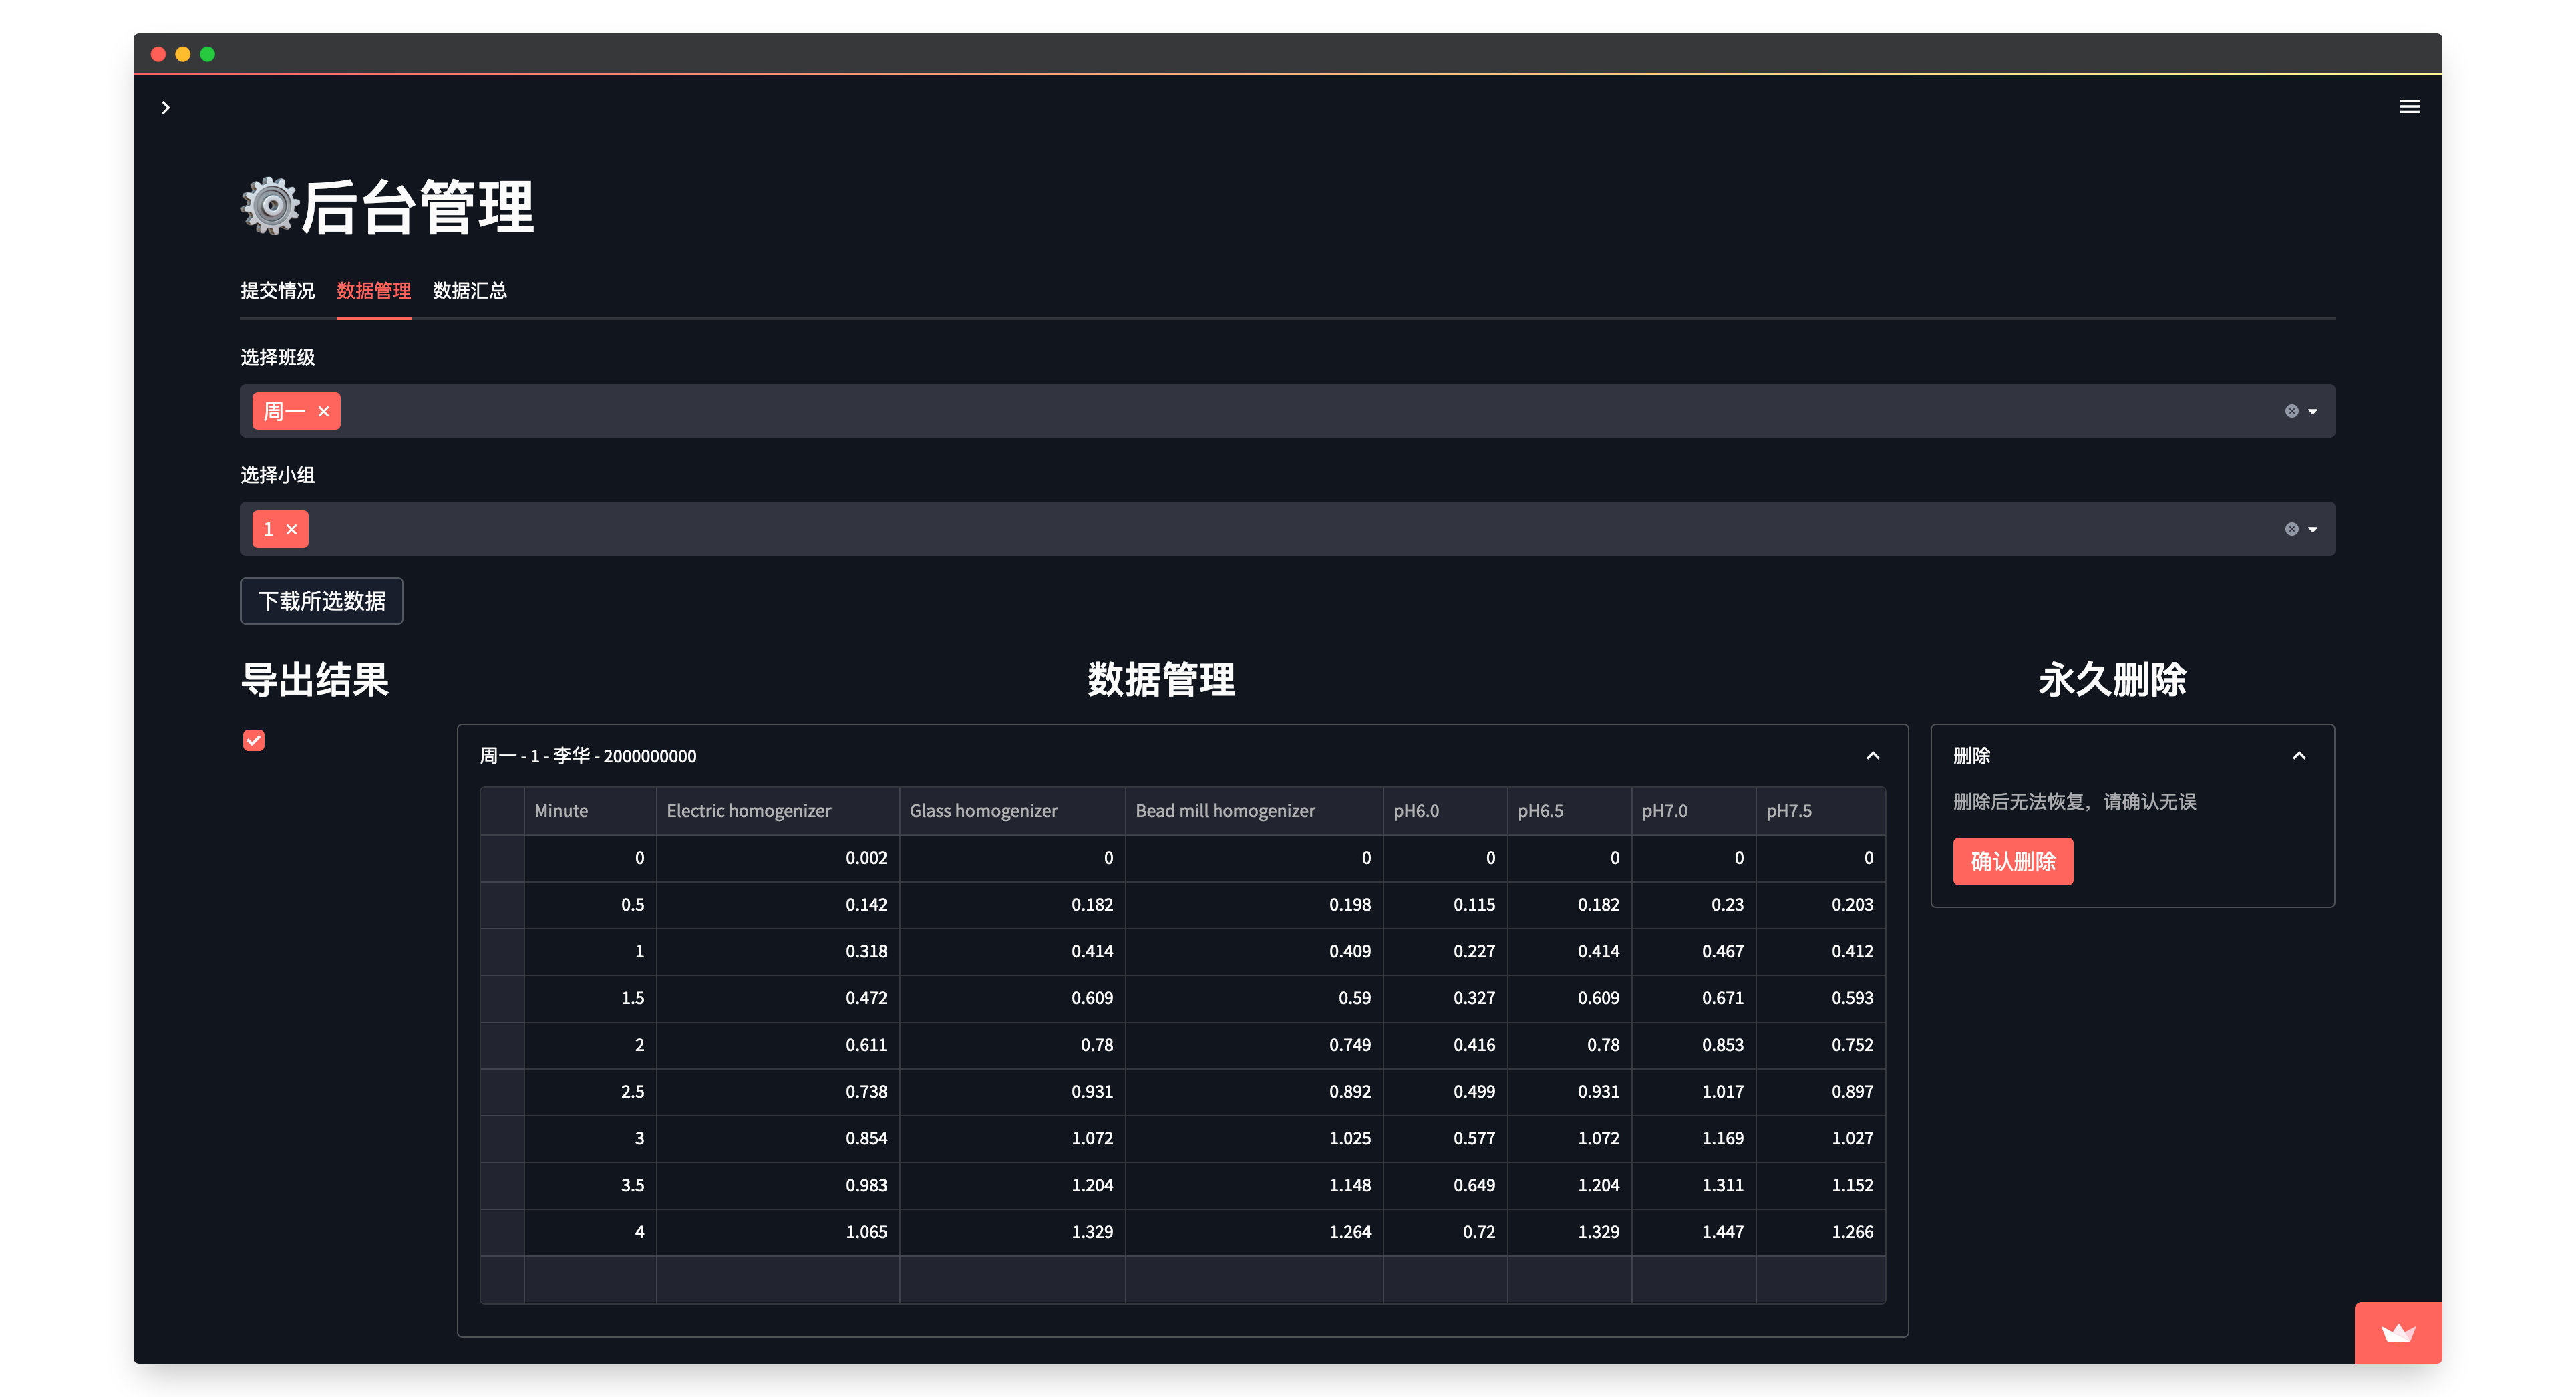 后台管理
提交情况 数据管理 数据汇总
选择班级
周一
选择小组
1
下载所选数据
导出结果 数据管理 永久删除
周一 - 1 - 李华 - 2000000000
Minute Electric homogenizer Glass homogenizer Bead mill homogenizer pH6.0 pH6.5 pH7.0 pH7.5
0 0.002 0 0 0 0 0 0
0.5 0.142 0.182 0.198 0.115 0.182 0.23 0.203
1 0.318 0.414 0.409 0.227 0.414 0.467 0.412
1.5 0.472 0.609 0.59 0.327 0.609 0.671 0.593
2 0.611 0.78 0.749 0.416 0.78 0.853 0.752
2.5 0.738 0.931 0.892 0.499 0.931 1.017 0.897
3 0.854 1.072 1.025 0.577 1.072 1.169 1.027
3.5 0.983 1.204 1.148 0.649 1.204 1.311 1.152
4 1.065 1.329 1.264 0.72 1.329 1.447 1.266
删除
删除后无法恢复，请确认无误
确认删除